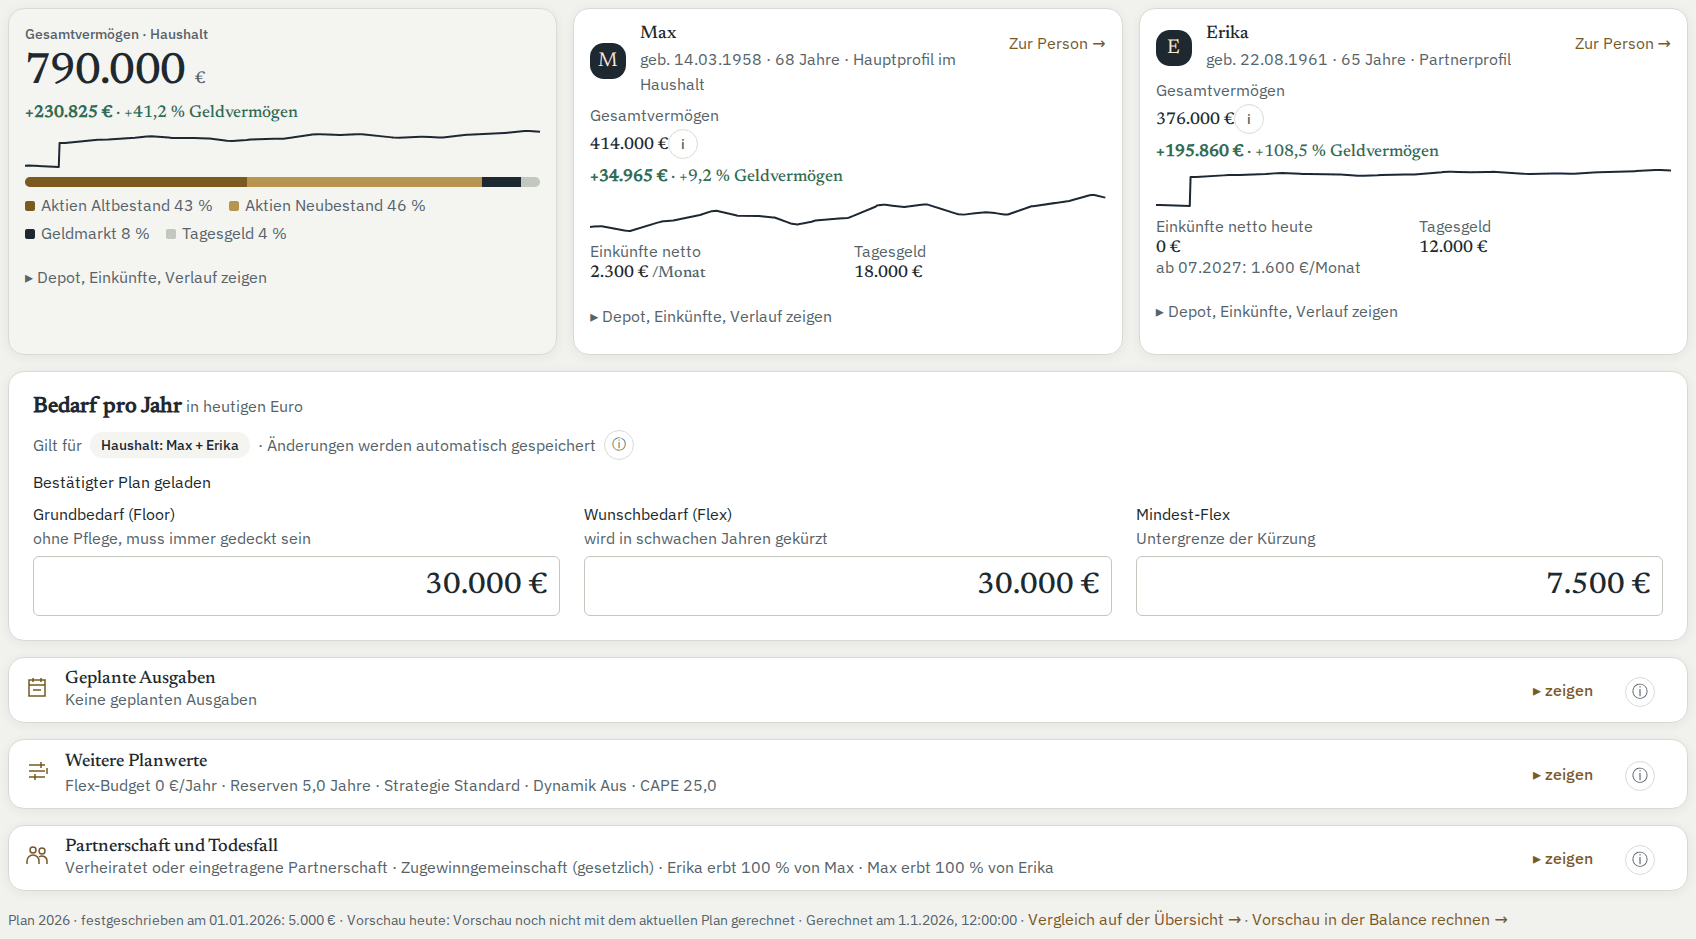 Gesamtvermögen · Haushalt
790.000 €
+230.825 € · +41,2 % Geldvermögen
Aktien Altbestand 43 % Aktien Neubestand 46 %
Geldmarkt 8 % Tagesgeld 4 %
▸ Depot, Einkünfte, Verlauf zeigen
M
Max
geb. 14.03.1958 · 68 Jahre · Hauptprofil im
Haushalt
Zur Person →
Gesamtvermögen
414.000 € i
+34.965 € · +9,2 % Geldvermögen
Einkünfte netto Tagesgeld
2.300 € /Monat 18.000 €
▸ Depot, Einkünfte, Verlauf zeigen
E
Erika
geb. 22.08.1961 · 65 Jahre · Partnerprofil
Zur Person →
Gesamtvermögen
376.000 € i
+195.860 € · +108,5 % Geldvermögen
Einkünfte netto heute Tagesgeld
0 € 12.000 €
ab 07.2027: 1.600 €/Monat
▸ Depot, Einkünfte, Verlauf zeigen
Bedarf pro Jahr in heutigen Euro
Gilt für Haushalt: Max + Erika · Änderungen werden automatisch gespeichert ⓘ
Bestätigter Plan geladen
Grundbedarf (Floor)
ohne Pflege, muss immer gedeckt sein
30.000 €
Wunschbedarf (Flex)
wird in schwachen Jahren gekürzt
30.000 €
Mindest-Flex
Untergrenze der Kürzung
7.500 €
Geplante Ausgaben
Keine geplanten Ausgaben
▸ zeigen ⓘ
Weitere Planwerte
Flex-Budget 0 €/Jahr · Reserven 5,0 Jahre · Strategie Standard · Dynamik Aus · CAPE 25,0
▸ zeigen ⓘ
Partnerschaft und Todesfall
Verheiratet oder eingetragene Partnerschaft · Zugewinngemeinschaft (gesetzlich) · Erika erbt 100 % von Max · Max erbt 100 % von Erika
▸ zeigen ⓘ
Plan 2026 · festgeschrieben am 01.01.2026: 5.000 € · Vorschau heute: Vorschau noch nicht mit dem aktuellen Plan gerechnet · Gerechnet am 1.1.2026, 12:00:00 · Vergleich auf der Übersicht → · Vorschau in der Balance rechnen →